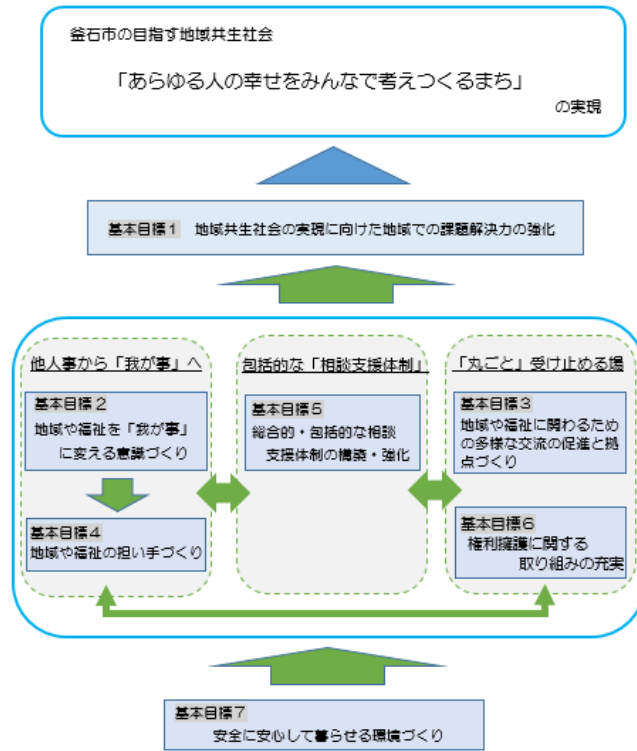 釜石市の目指す地域共生社会
「あらゆる人の幸せをみんなで考えつくるまち」
の実現
基本目標1 地域共生社会の実現に向けた地域での課題解決力の強化
他人事から「我が事」へ
基本目標2
地域や福祉を「我が事」
に変える意識づくり
基本目標4
地域や福祉の担い手づくり
包括的な「相談支援体制」
基本目標5
総合的・包括的な相談
支援体制の構築・強化
「丸ごと」受け止める場
基本目標3
地域や福祉に関わるため
の多様な交流の促進と拠
点づくり
基本目標6
権利擁護に関する
取り組みの充実
基本目標7
安全に安心して暮らせる環境づくり